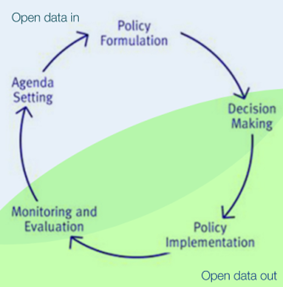 Open data in
Policy
Formulation
Agenda
Setting
Decision
Making
Monitoring and
Evaluation
Policy
Implementation
Open data out